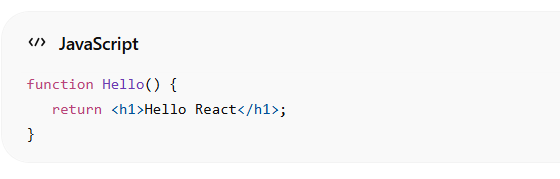 </> JavaScript
function Hello() {
   return <h1>Hello React</h1>;
}